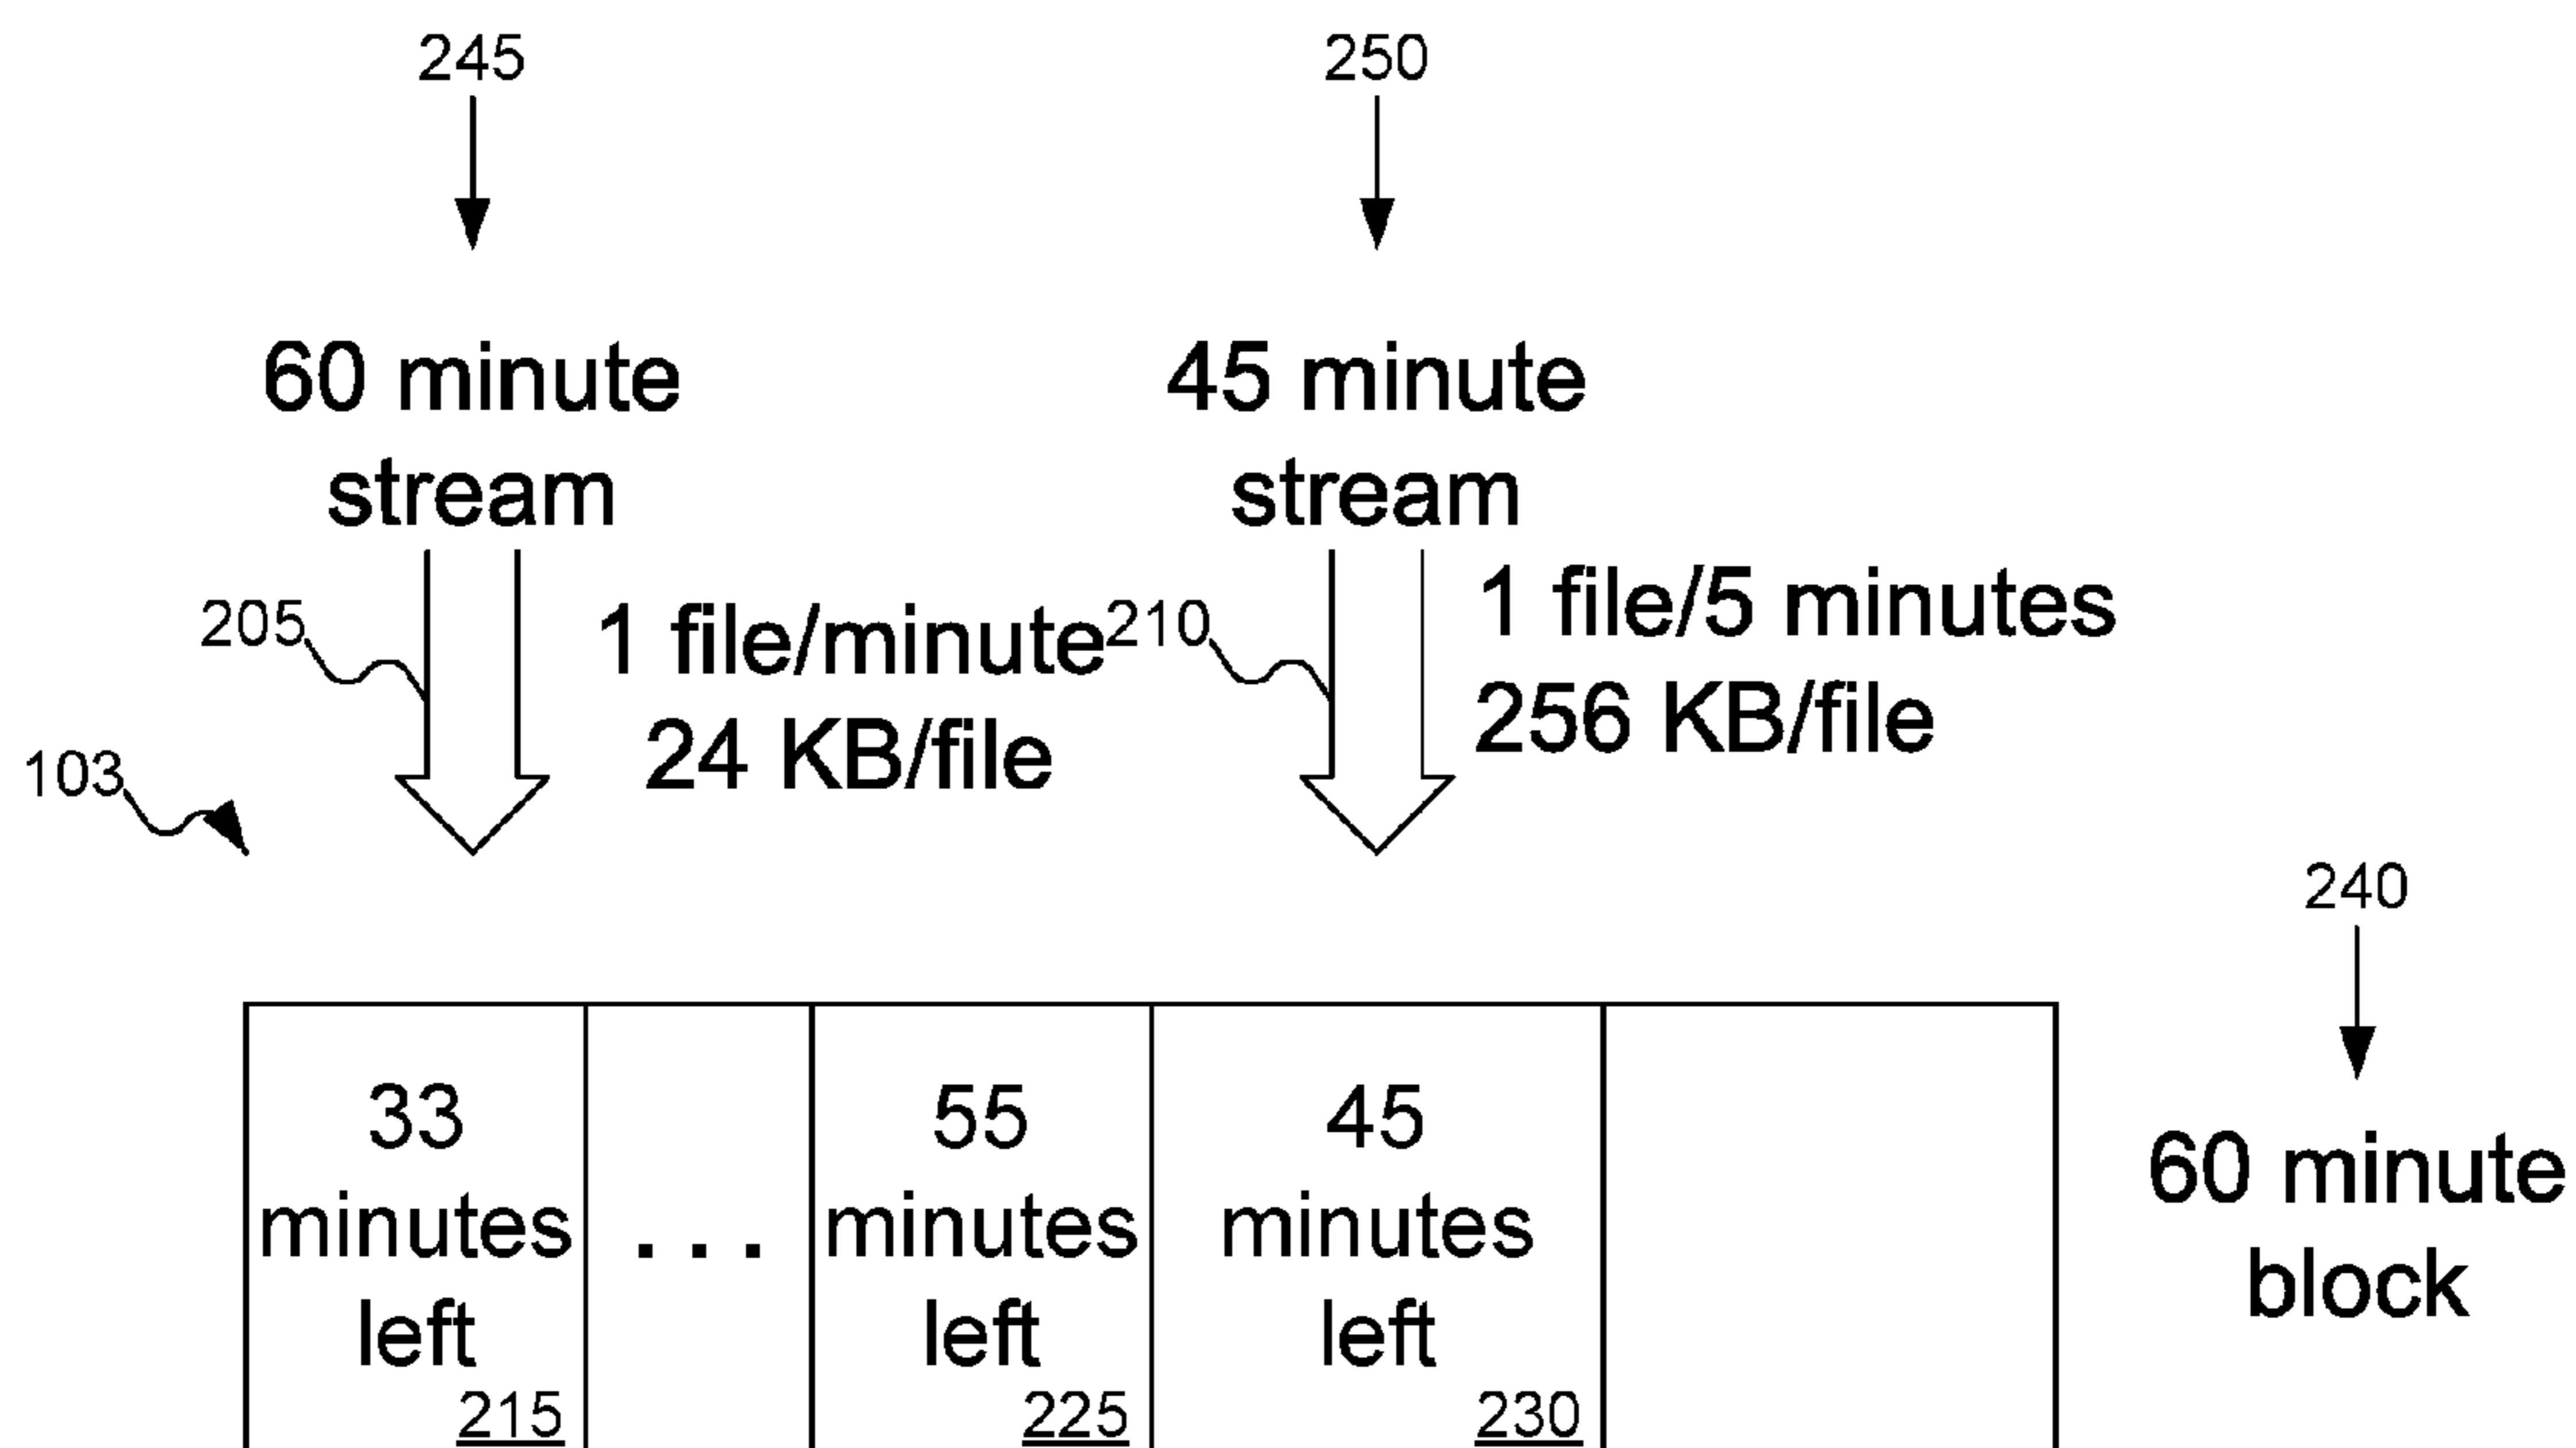 245
250
60 minute
stream
45 minute
stream
205
1 file/minute
24 KB/file
210
1 file/5 minutes
256 KB/file
103
240
33
minutes
left
215
. . .
55
minutes
left
225
45
minutes
left
230
60 minute
block